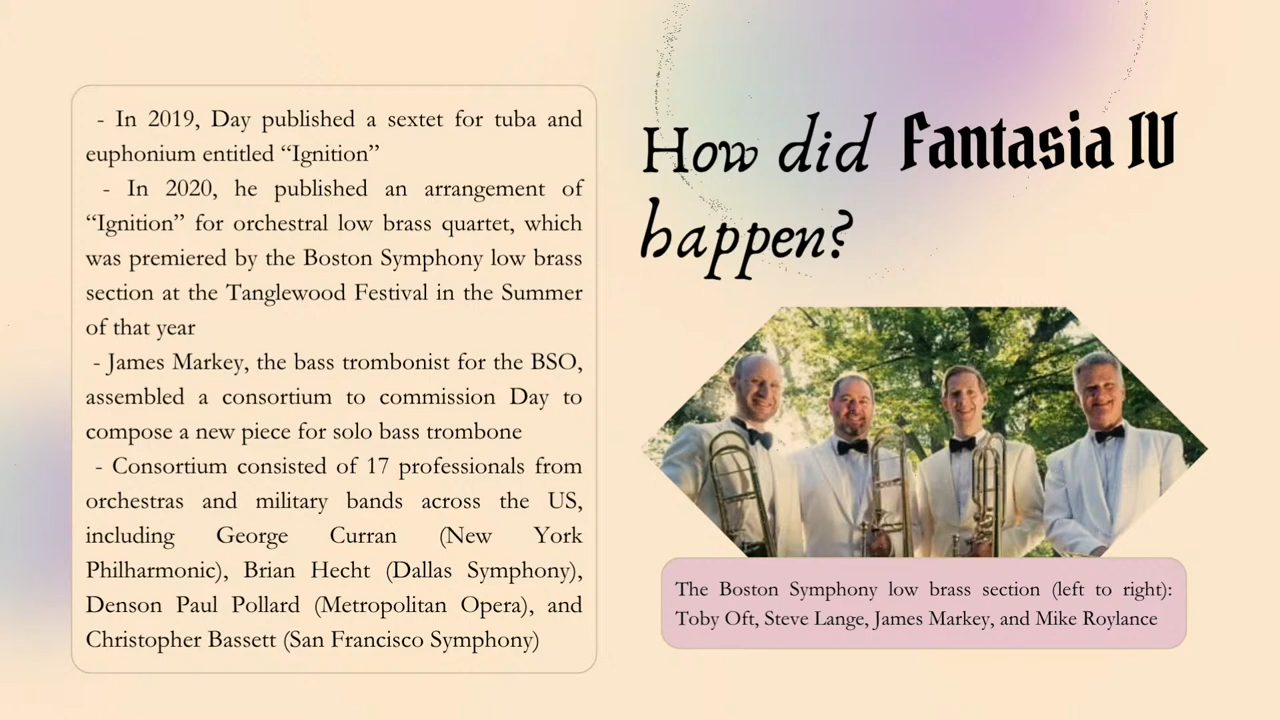 - In 2019, Day published a sextet for tuba and
euphonium entitled “Ignition”
- In 2020, he published an arrangement of
“Ignition” for orchestral low brass quartet, which
was premiered by the Boston Symphony low brass
section at the Tanglewood Festival in the Summer
of that year
- James Markey, the bass trombonist for the BSO,
assembled a consortium to commission Day to
compose a new piece for solo bass trombone
- Consortium consisted of 17 professionals from
orchestras and military bands across the US,
including George Curran (New York
Philharmonic), Brian Hecht (Dallas Symphony),
Denson Paul Pollard (Metropolitan Opera), and
Christopher Bassett (San Francisco Symphony)
How did Fantasia IV
happen?
The Boston Symphony low brass section (left to right):
Toby Oft, Steve Lange, James Markey, and Mike Roylance